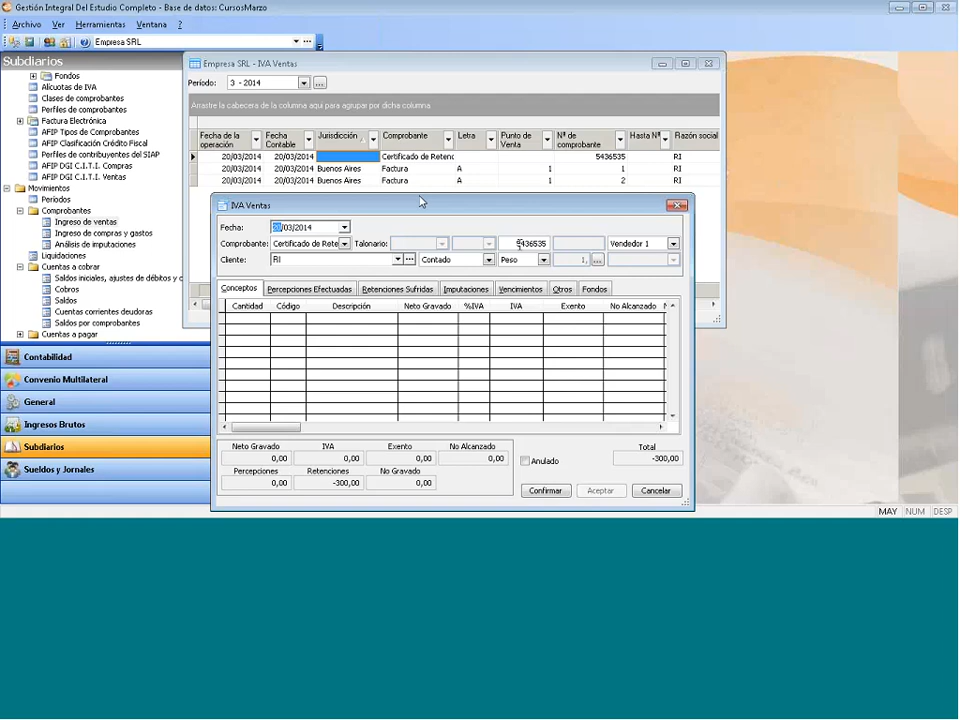 Gestión Integral Del Estudio Completo - Base de datos: CursosMarzo
Archivo Ver Herramientas Ventana ?
Empresa SRL
Subdiarios
Fondos
Alícuotas de IVA
Clases de comprobantes
Perfiles de comprobantes
Factura Electrónica
AFIP Tipos de Comprobantes
AFIP Clasificación Crédito Fiscal
Perfiles de contribuyentes del SIAP
AFIP DGI C.I.T.I. Compras
AFIP DGI C.I.T.I. Ventas
Movimientos
Períodos
Comprobantes
Ingreso de ventas
Ingreso de compras y gastos
Análisis de imputaciones
Liquidaciones
Cuentas a cobrar
Saldos iniciales, ajustes de débitos y c
Cobros
Saldos
Cuentas corrientes deudoras
Saldos por comprobantes
Cuentas a pagar
Contabilidad
Convenio Multilateral
General
Ingresos Brutos
Subdiarios
Sueldos y Jornales
Empresa SRL - IVA Ventas
Período: 3 - 2014
Arrastre la cabecera de la columna aquí para agrupar por dicha columna
Fecha de la operación Fecha Contable Jurisdicción Comprobante Letra Punto de Venta Nº de comprobante Hasta Nº Razón social
20/03/2014 20/03/2014 Certificado de Retenc 5436535 RI
20/03/2014 20/03/2014 Buenos Aires Factura A 1 1 RI
20/03/2014 20/03/2014 Buenos Aires Factura A 1 2 RI
IVA Ventas
Fecha: 20/03/2014
Comprobante: Certificado de Rete Talonario: 5436535 Vendedor 1
Cliente: RI Contado Peso 1, ...
Conceptos Percepciones Efectuadas Retenciones Sufridas Imputaciones Vencimientos Otros Fondos
Cantidad Código Descripción Neto Gravado %IVA IVA Exento No Alcanzado
Neto Gravado IVA Exento No Alcanzado Total
0,00 0,00 0,00 0,00 -300,00
Percepciones Retenciones No Gravado
0,00 -300,00 0,00
Anulado
Confirmar Aceptar Cancelar
MAY NUM DESP